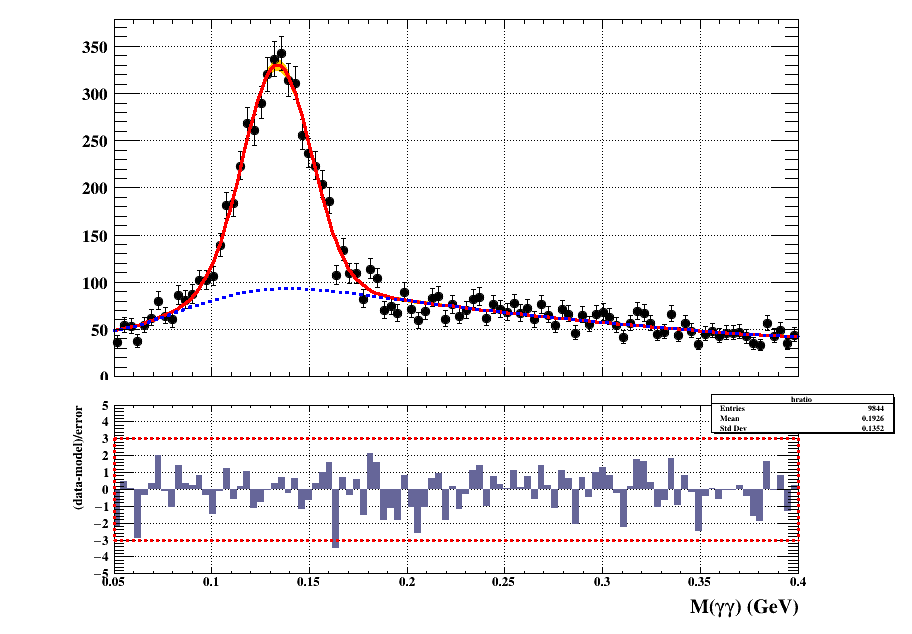 350
300
250
200
150
100
50
0
(data-model)/error
5
4
3
2
1
0
−1
−2
−3
−4
−5
hratio
Entries 9844
Mean 0.1926
Std Dev 0.1352
0.05 0.1 0.15 0.2 0.25 0.3 0.35 0.4
M(γγ) (GeV)